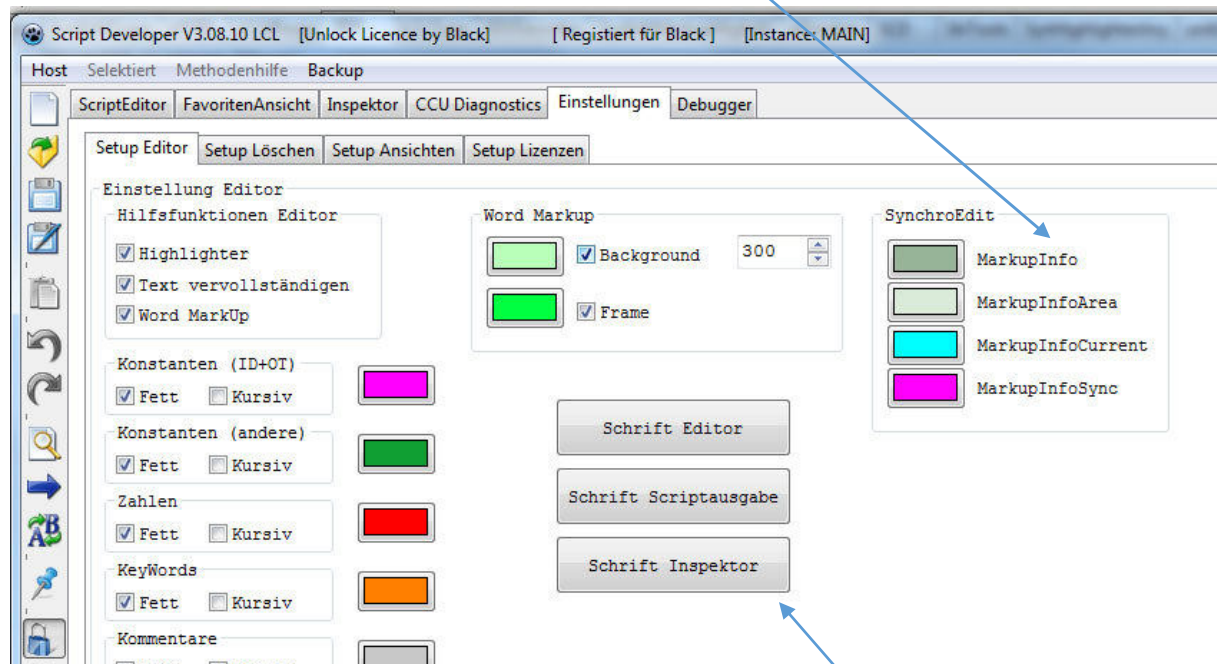 Script Developer V3.08.10 LCL [Unlock Licence by Black] [ Registiert für Black ] [Instance: MAIN]
Host Selektiert Methodenhilfe Backup
ScriptEditor FavoritenAnsicht Inspektor CCU Diagnostics Einstellungen Debugger
Setup Editor Setup Löschen Setup Ansichten Setup Lizenzen
Einstellung Editor
Hilfsfunktionen Editor
Highlighter
Text vervollständigen
Word MarkUp
Word Markup
Background 300
Frame
SynchroEdit
MarkupInfo
MarkupInfoArea
MarkupInfoCurrent
MarkupInfoSync
Konstanten (ID+OT)
Fett Kursiv
Konstanten (andere)
Fett Kursiv
Zahlen
Fett Kursiv
KeyWords
Fett Kursiv
Kommentare
Schrift Editor
Schrift Scriptausgabe
Schrift Inspektor